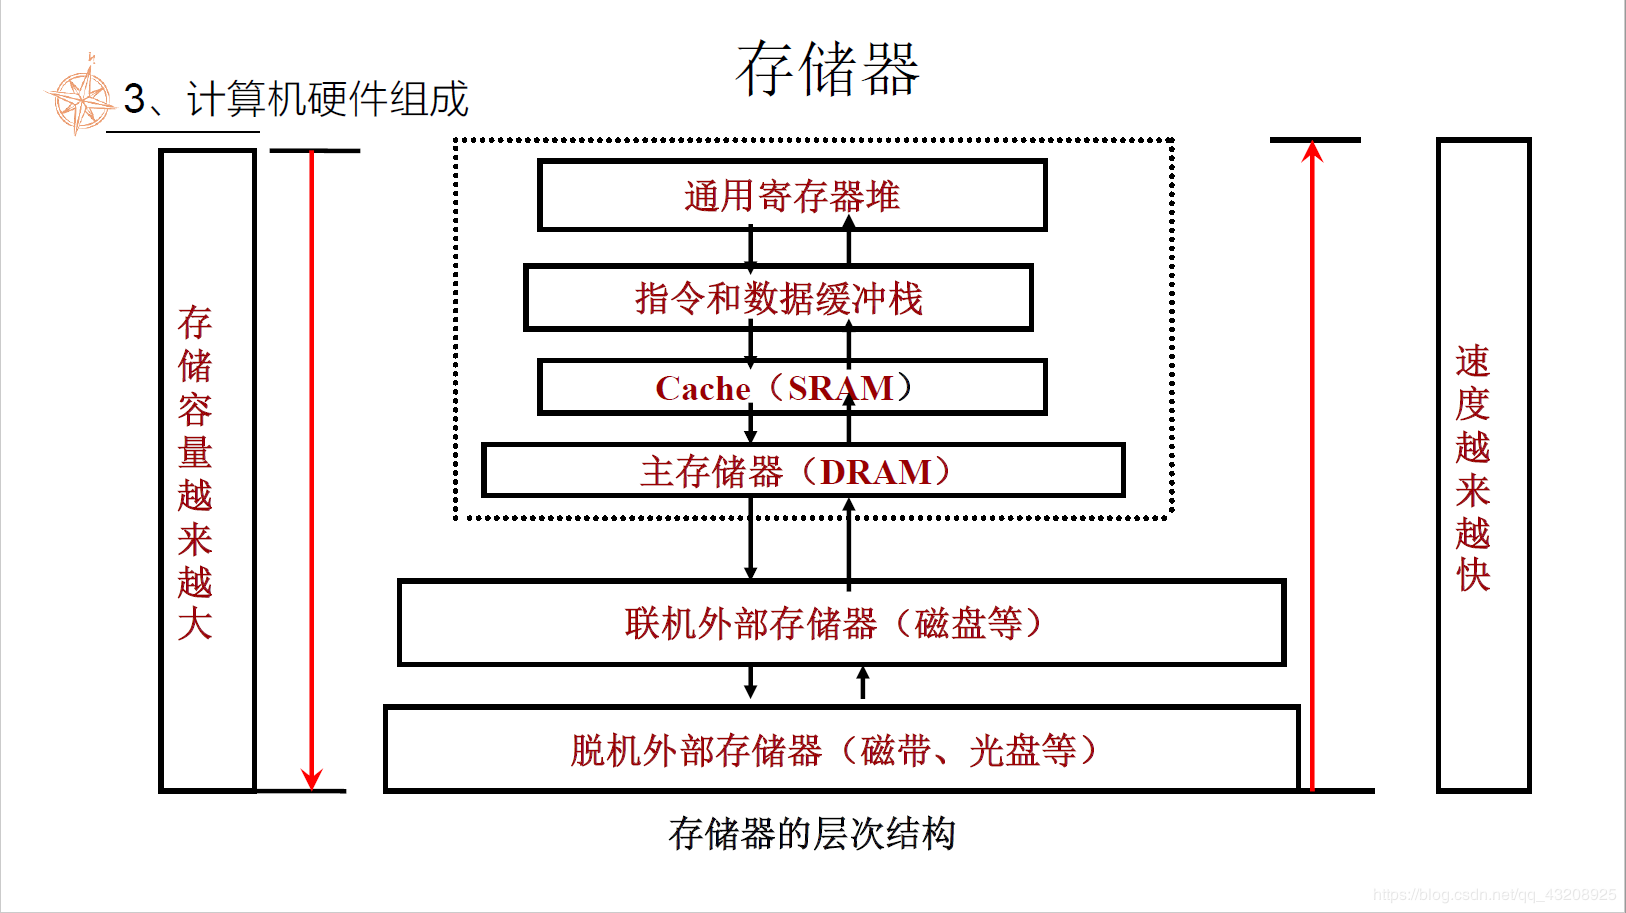 存储器
3、计算机硬件组成
存储容量越来越大
通用寄存器堆
指令和数据缓冲栈
Cache（SRAM）
主存储器（DRAM）
联机外部存储器（磁盘等）
脱机外部存储器（磁带、光盘等）
速度越来越快
存储器的层次结构
https://blog.csdn.net/qq_43208925